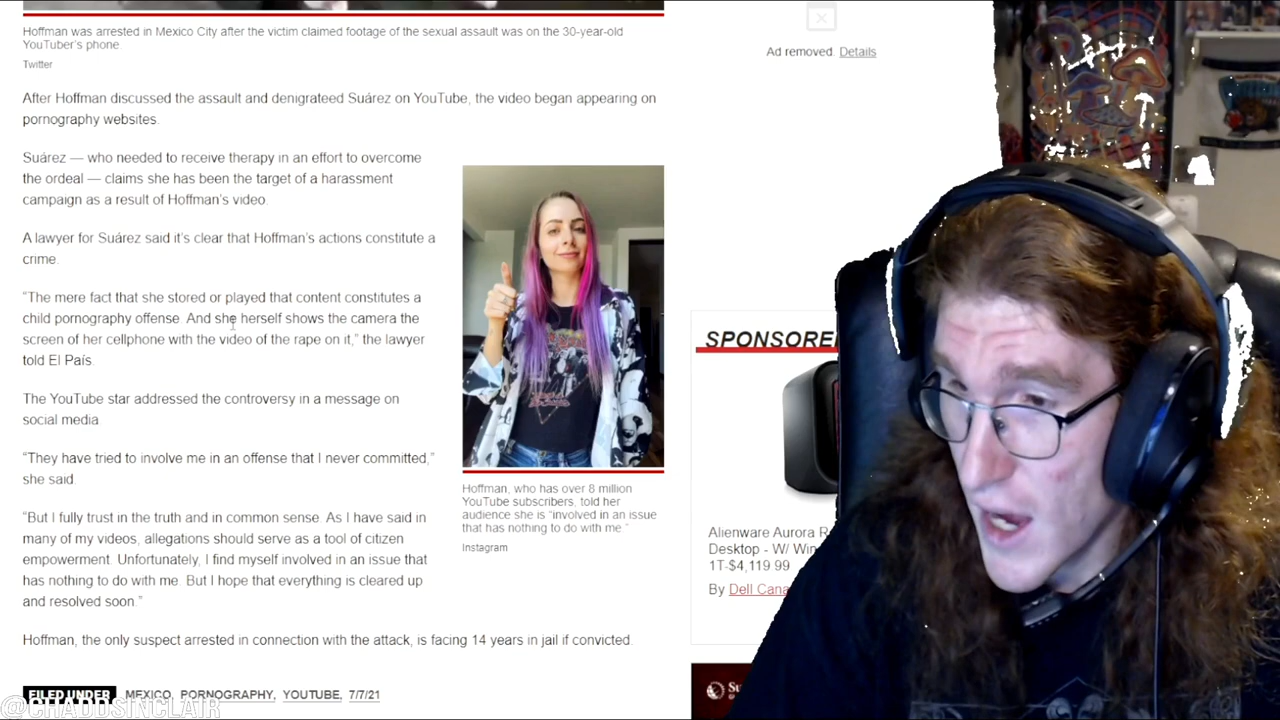 Hoffman was arrested in Mexico City after the victim claimed footage of the sexual assault was on the 30-year-old
YouTuber's phone.
Twitter
After Hoffman discussed the assault and denigrateed Suárez on YouTube, the video began appearing on
pornography websites.
Suárez — who needed to receive therapy in an effort to overcome
the ordeal — claims she has been the target of a harassment
campaign as a result of Hoffman's video.
A lawyer for Suárez said it's clear that Hoffman's actions constitute a
crime.
“The mere fact that she stored or played that content constitutes a
child pornography offense. And she herself shows the camera the
screen of her cellphone with the video of the rape on it,” the lawyer
told El País.
The YouTube star addressed the controversy in a message on
social media.
“They have tried to involve me in an offense that I never committed,”
she said.
“But I fully trust in the truth and in common sense. As I have said in
many of my videos, allegations should serve as a tool of citizen
empowerment. Unfortunately, I find myself involved in an issue that
has nothing to do with me. But I hope that everything is cleared up
and resolved soon.”
Hoffman, the only suspect arrested in connection with the attack, is facing 14 years in jail if convicted.
Hoffman, who has over 8 million
YouTube subscribers, told her
audience she is “involved in an issue
that has nothing to do with me.”
Instagram
FILED UNDER MEXICO, PORNOGRAPHY, YOUTUBE, 7/7/21
@CHADDSINCLAIR
Ad removed. Details
SPONSORE
Alienware Aurora R
Desktop - W/ Win
1T-$4,119.99
By Dell Cana